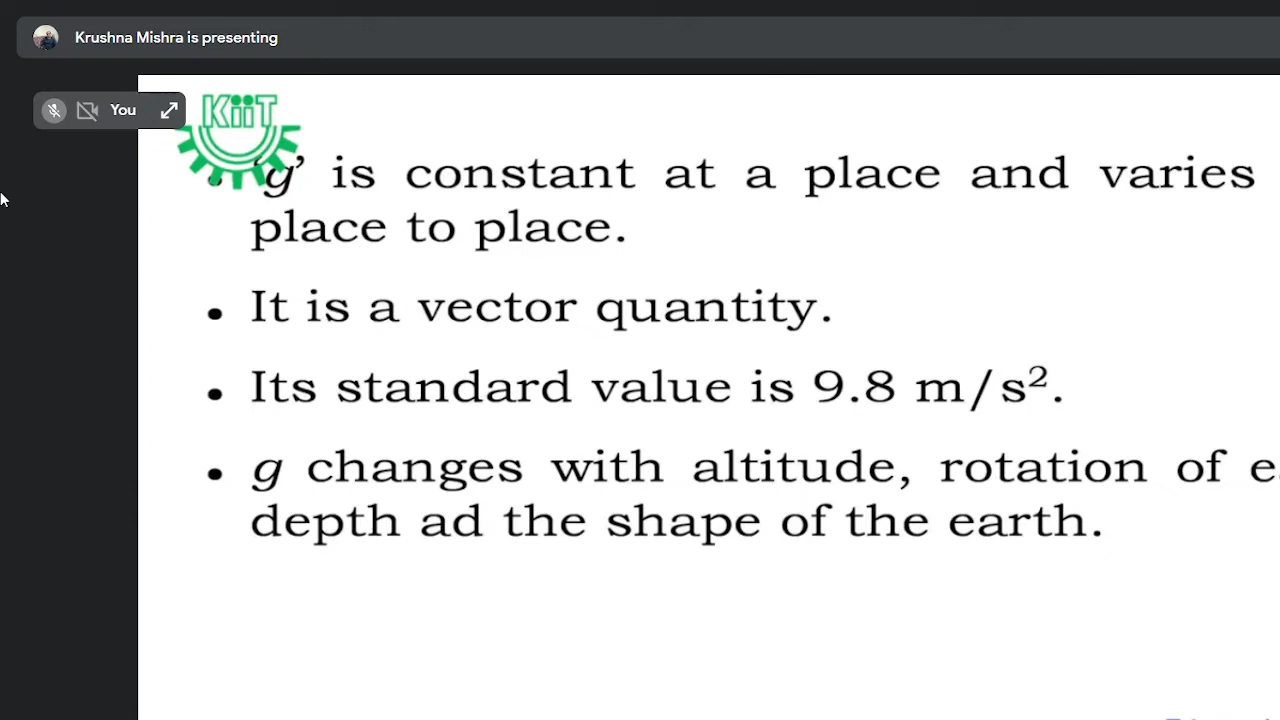 Krushna Mishra is presenting
You
KiiT
• ‘g’ is constant at a place and varies
place to place.
• It is a vector quantity.
• Its standard value is 9.8 m/s².
• g changes with altitude, rotation of
depth ad the shape of the earth.